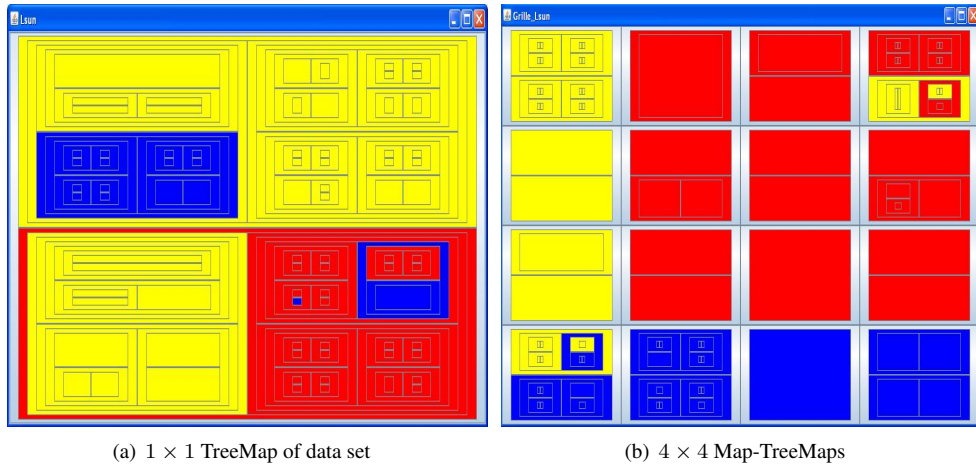 Lsun
Grille_Lsun
(a) 1 × 1 TreeMap of data set
(b) 4 × 4 Map-TreeMaps